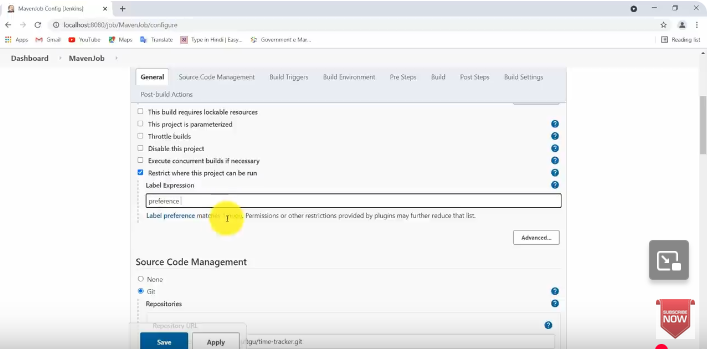 MavenJob Config [Jenkins]
localhost:8080/job/MavenJob/configure
Apps Gmail YouTube Maps Translate Type in Hindi | Easy... Government e Mar... Reading list
Dashboard MavenJob
General Source Code Management Build Triggers Build Environment Pre Steps Build Post Steps Build Settings
Post-build Actions
This build requires lockable resources
This project is parameterized
Throttle builds
Disable this project
Execute concurrent builds if necessary
Restrict where this project can be run
Label Expression
preference
Label preference Permissions or other restrictions provided by plugins may further reduce that list.
Advanced...
Source Code Management
None
Git
Repositories
Repository URL
/time-tracker.git
Save Apply
SUBSCRIBE
NOW